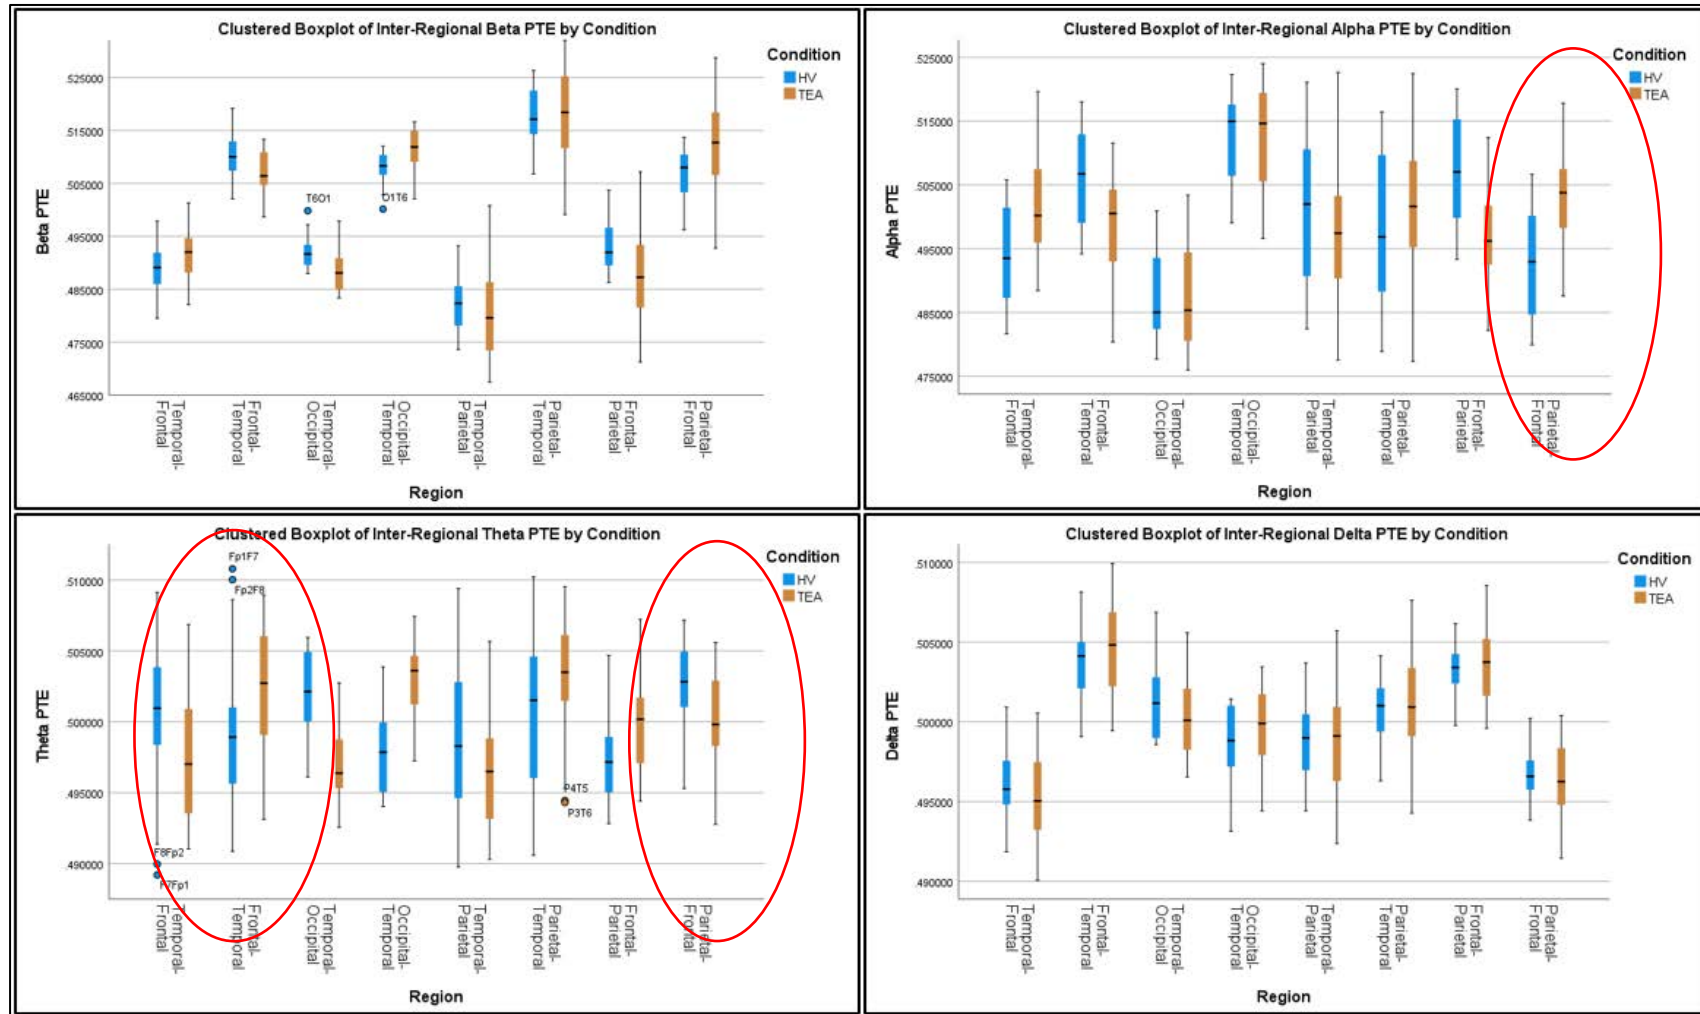 Clustered Boxplot of Inter-Regional Beta PTE by Condition
Condition
HV
TEA
Beta PTE
.525000
.515000
.505000
.495000
.485000
.475000
.465000
T6O1
O1T6
Temporal-
Frontal
Frontal-
Temporal
Temporal-
Occipital
Occipital-
Temporal
Temporal-
Parietal
Parietal-
Temporal
Frontal-
Parietal
Parietal-
Frontal
Region
Clustered Boxplot of Inter-Regional Alpha PTE by Condition
Condition
HV
TEA
Alpha PTE
.525000
.515000
.505000
.495000
.485000
.475000
Temporal-
Frontal
Frontal-
Temporal
Temporal-
Occipital
Occipital-
Temporal
Temporal-
Parietal
Parietal-
Temporal
Frontal-
Parietal
Parietal-
Frontal
Region
Clustered Boxplot of Inter-Regional Theta PTE by Condition
Condition
HV
TEA
Theta PTE
.510000
.505000
.500000
.495000
.490000
Fp1F7
Fp2F8
P4T5
P3T6
F8Fp2
F7Fp1
Temporal-
Frontal
Frontal-
Temporal
Temporal-
Occipital
Occipital-
Temporal
Temporal-
Parietal
Parietal-
Temporal
Frontal-
Parietal
Parietal-
Frontal
Region
Clustered Boxplot of Inter-Regional Delta PTE by Condition
Condition
HV
TEA
Delta PTE
.510000
.505000
.500000
.495000
.490000
Temporal-
Frontal
Frontal-
Temporal
Temporal-
Occipital
Occipital-
Temporal
Temporal-
Parietal
Parietal-
Temporal
Frontal-
Parietal
Parietal-
Frontal
Region